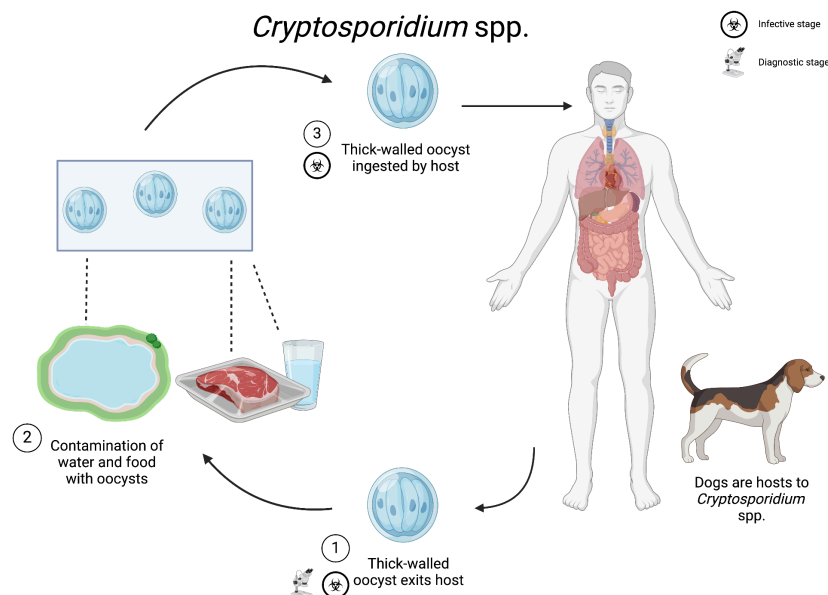 Cryptosporidium spp.
Infective stage
Diagnostic stage
3
Thick-walled oocyst
ingested by host
2
Contamination of
water and food
with oocysts
Dogs are hosts to
Cryptosporidium
spp.
1
Thick-walled
oocyst exits host